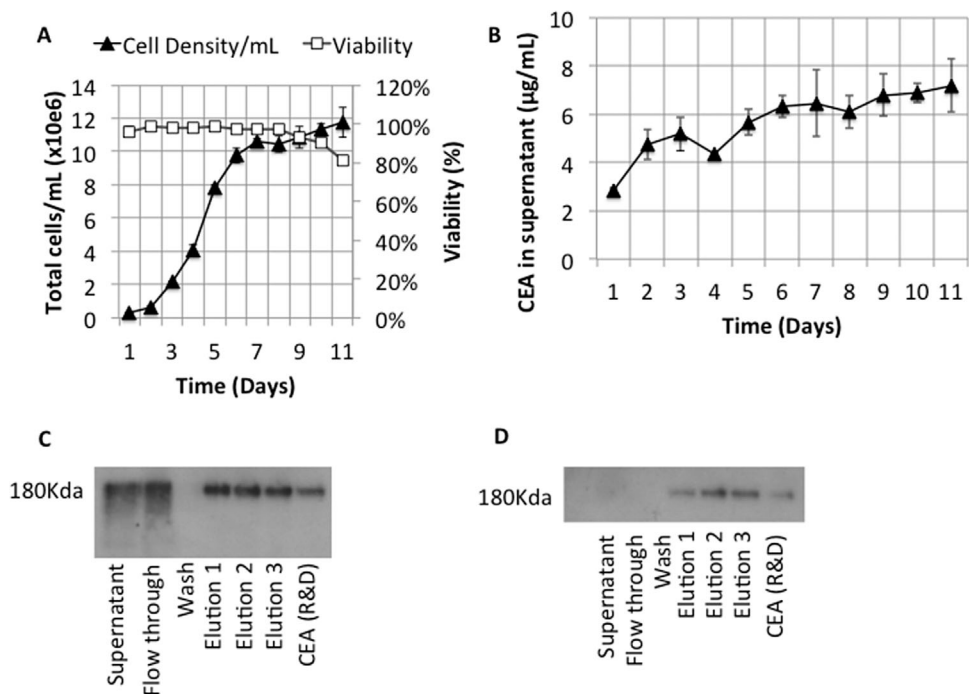 A
Cell Density/mL
Viability
Total cells/mL (x10e6)
14
12
10
8
6
4
2
0
120%
100%
80%
60%
40%
20%
0%
Viability (%)
1 3 5 7 9 11
Time (Days)
B
CEA in supernatant (µg/mL)
10
8
6
4
2
0
1 2 3 4 5 6 7 8 9 10 11
Time (Days)
C
180Kda
Supernatant
Flow through
Wash
Elution 1
Elution 2
Elution 3
CEA (R&D)
D
180Kda
Supernatant
Flow through
Wash
Elution 1
Elution 2
Elution 3
CEA (R&D)